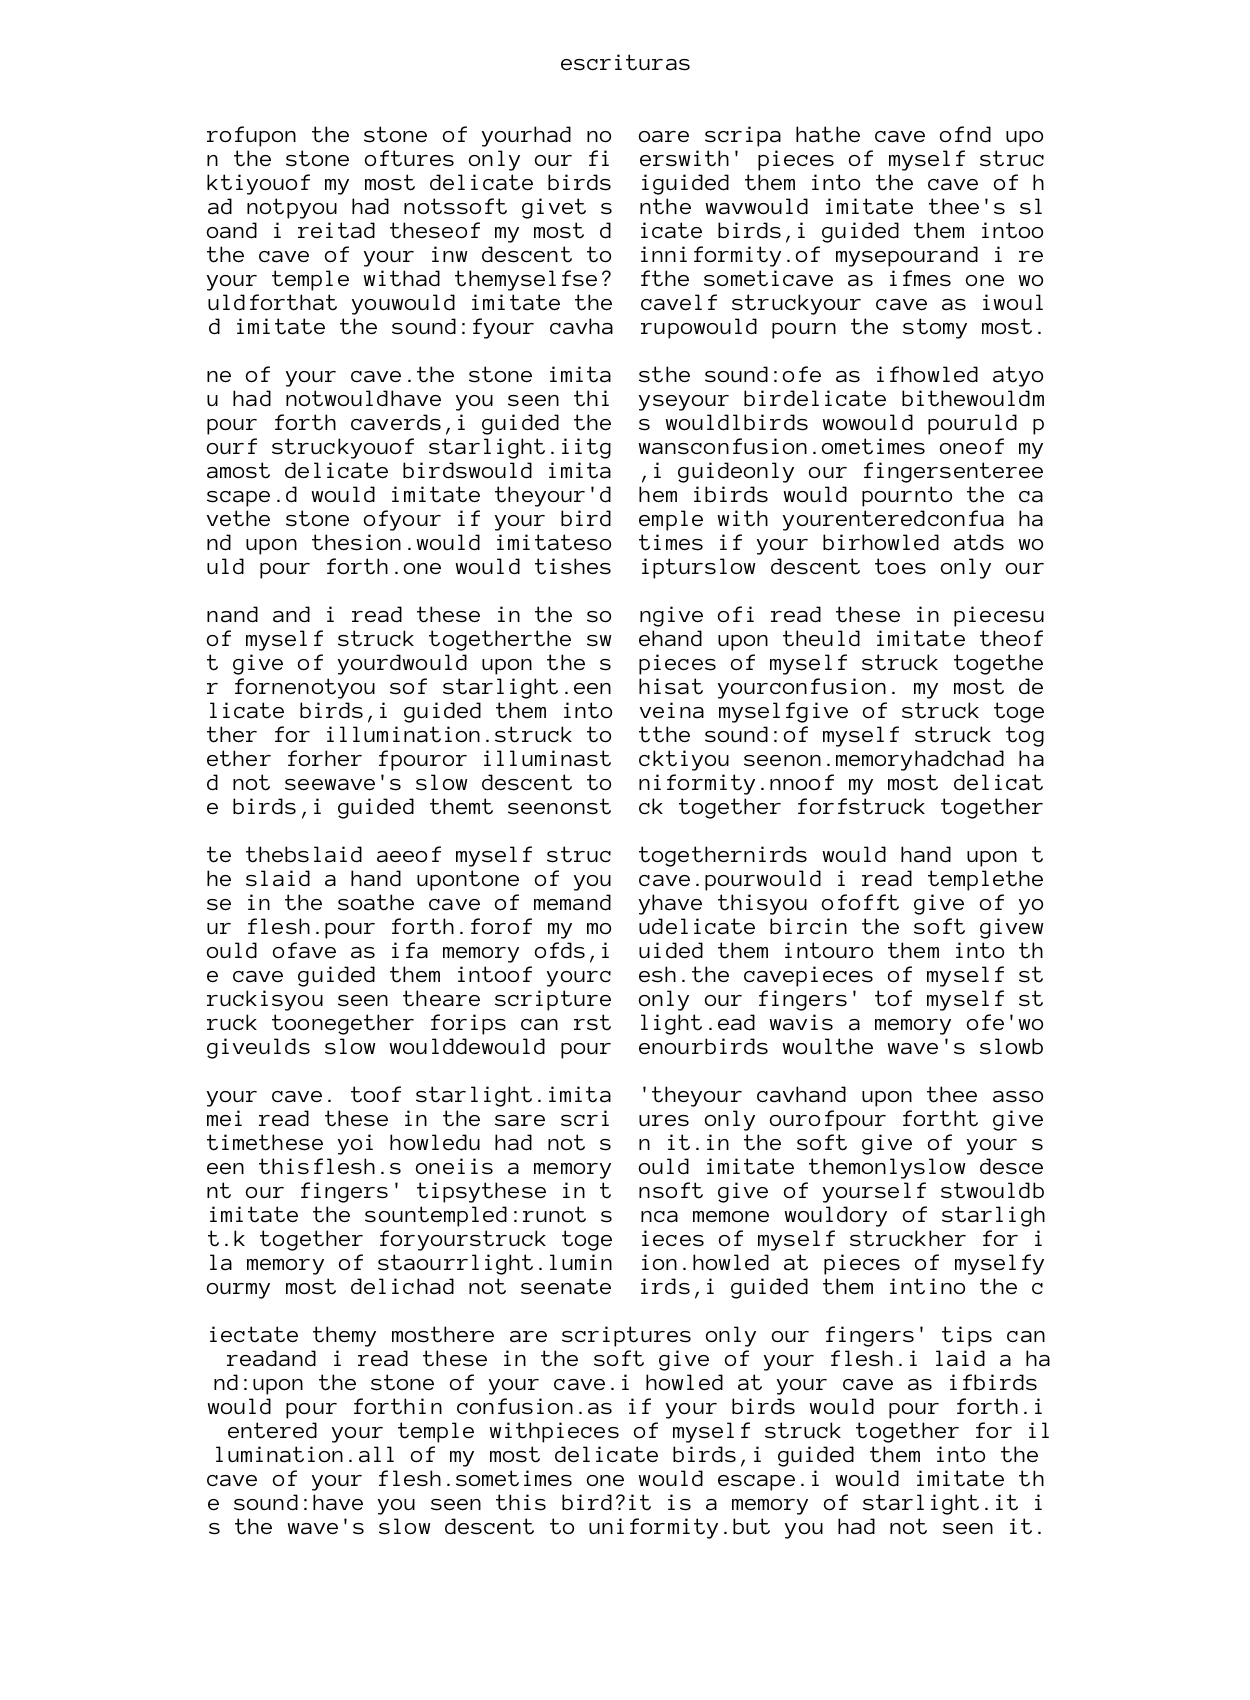 escrituras
rofupon the stone of yourhad no
n the stone oftures only our fi
ktiyouof my most delicate birds
ad notpyou had notssoft givet s
oand i reitad theseof my most d
the cave of your inw descent to
your temple withad themyselfse?
uldforthat youwould imitate the
d imitate the sound:fyour cavha
oare scripa hathe cave ofnd upo
erswith' pieces of myself struc
iguided them into the cave of h
nthe wavwould imitate thee's sl
icate birds,i guided them intoo
inniformity.of mysepourand i re
fthe someticave as ifmes one wo
cavelf struckyour cave as iwoul
rupowould pourn the stomy most.
ne of your cave.the stone imita
u had notwouldhave you seen thi
pour forth caverds,i guided the
ourf struckyouof starlight.iitg
amost delicate birdswould imita
scape.d would imitate theyour'd
vethe stone ofyour if your bird
nd upon thesion.would imitateso
uld pour forth.one would tishes
sthe sound:ofe as ifhowled atyo
yseyour birdelicate bithewouldm
s wouldlbirds wowould pouruld p
wansconfusion.ometimes oneof my
,i guideonly our fingersenteree
hem ibirds would pournto the ca
emple with yourenteredconfua ha
times if your birhowled atds wo
ipturslow descent toes only our
nand and i read these in the so
of myself struck togetherthe sw
t give of yourdwould upon the s
r fornenotyou sof starlight.een
licate birds,i guided them into
ther for illumination.struck to
ether forher fpouror illuminast
d not seewave's slow descent to
e birds,i guided themt seenonst
ngive ofi read these in piecesu
ehand upon theuld imitate theof
pieces of myself struck togethe
hisat yourconfusion. my most de
veina myselfgive of struck toge
tthe sound:of myself struck tog
cktiyou seenon.memoryhadchad ha
niformity.nnoof my most delicat
ck together forfstruck together
te thebslaid aeeof myself struc
he slaid a hand upontone of you
se in the soathe cave of memand
ur flesh.pour forth.forof my mo
ould ofave as ifa memory ofds,i
e cave guided them intoof yourc
ruckisyou seen theare scripture
ruck toonegether forips can rst
giveulds slow woulddewould pour
togethernirds would hand upon t
cave.pourwould i read templethe
yhave thisyou ofofft give of yo
udelicate bircin the soft givew
uided them intouro them into th
esh.the cavepieces of myself st
only our fingers' tof myself st
light.ead wavis a memory ofe'wo
enourbirds woulthe wave's slowb
your cave. toof starlight.imita
mei read these in the sare scri
timethese yoi howledu had not s
een thisflesh.s oneiis a memory
nt our fingers' tipsythese in t
imitate the sountempled:runot s
t.k together foryourstruck toge
la memory of staourrlight.lumin
ourmy most delichad not seenate
'theyour cavhand upon thee asso
ures only ourofpour fortht give
n it.in the soft give of your s
ould imitate themonlyslow desce
nsoft give of yourself stwouldb
nca memone wouldory of starligh
ieces of myself struckher for i
ion.howled at pieces of myselfy
irds,i guided them intino the c
iectate themy mosthere are scriptures only our fingers' tips can
readand i read these in the soft give of your flesh.i laid a ha
nd:upon the stone of your cave.i howled at your cave as ifbirds
would pour forthin confusion.as if your birds would pour forth.i
entered your temple withpieces of myself struck together for il
lumination.all of my most delicate birds,i guided them into the
cave of your flesh.sometimes one would escape.i would imitate th
e sound:have you seen this bird?it is a memory of starlight.it i
s the wave's slow descent to uniformity.but you had not seen it.